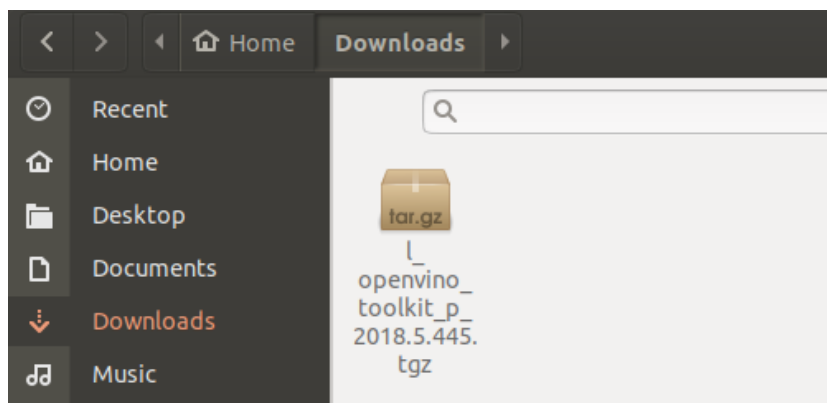 Home
Downloads
Recent
Home
Desktop
Documents
Downloads
Music
tar.gz
l_
openvino_
toolkit_p_
2018.5.445.
tgz